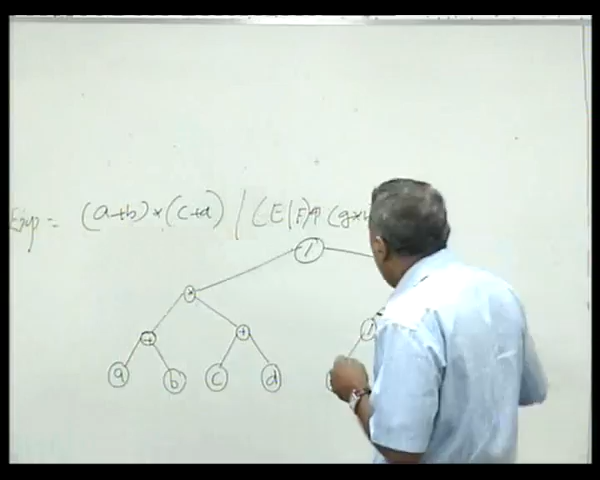 Exp = (a+b)×(c+d) / (E/F)↑(g×
/
×
+ + /
a b c d